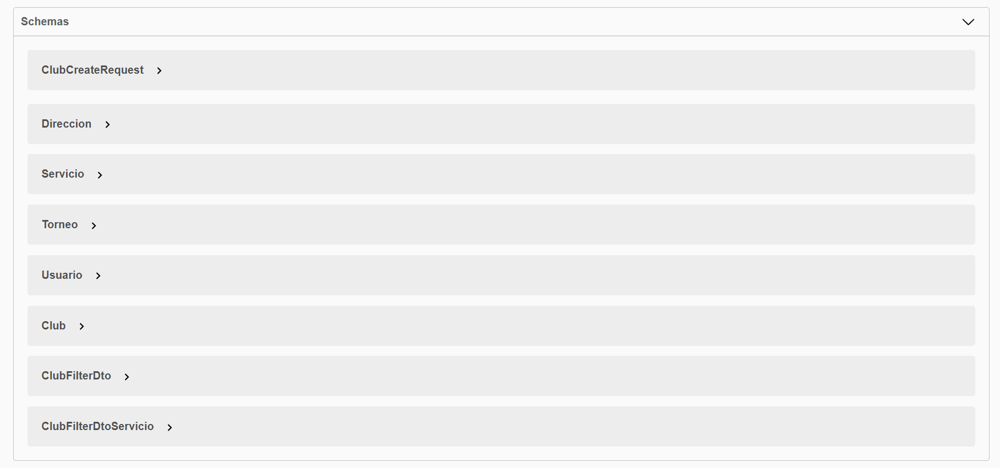 Schemas
ClubCreateRequest
Direccion
Servicio
Torneo
Usuario
Club
ClubFilterDto
ClubFilterDtoServicio